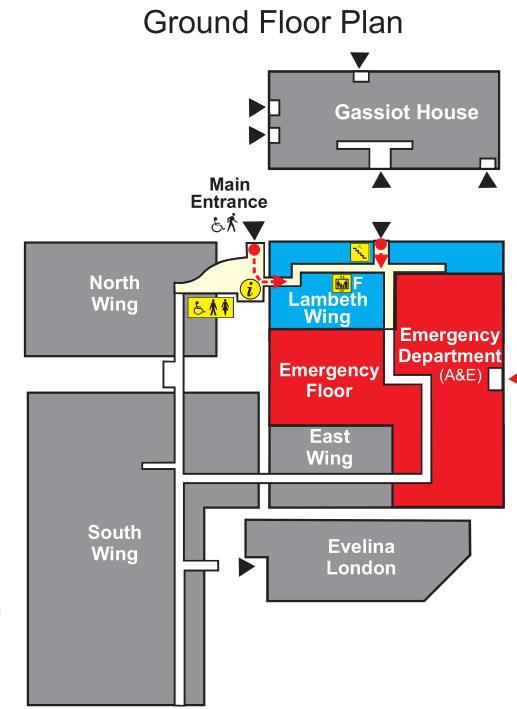 Ground Floor Plan
Gassiot House
Main
Entrance
North
Wing
i
F
Lambeth
Wing
Emergency
Department
(A&E)
Emergency
Floor
East
Wing
South
Wing
Evelina
London